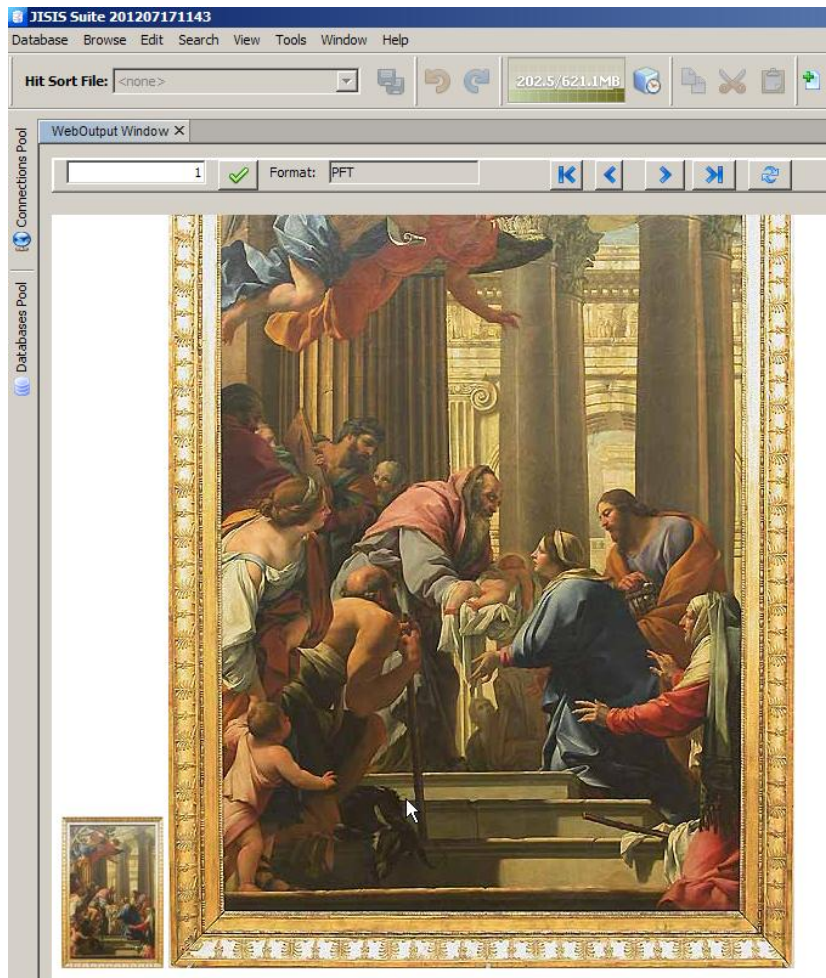 JISIS Suite 201207171143
Database Browse Edit Search View Tools Window Help
Hit Sort File: <none>
202.5/621.1MB
Connections Pool
Databases Pool
WebOutput Window
1
Format: PFT